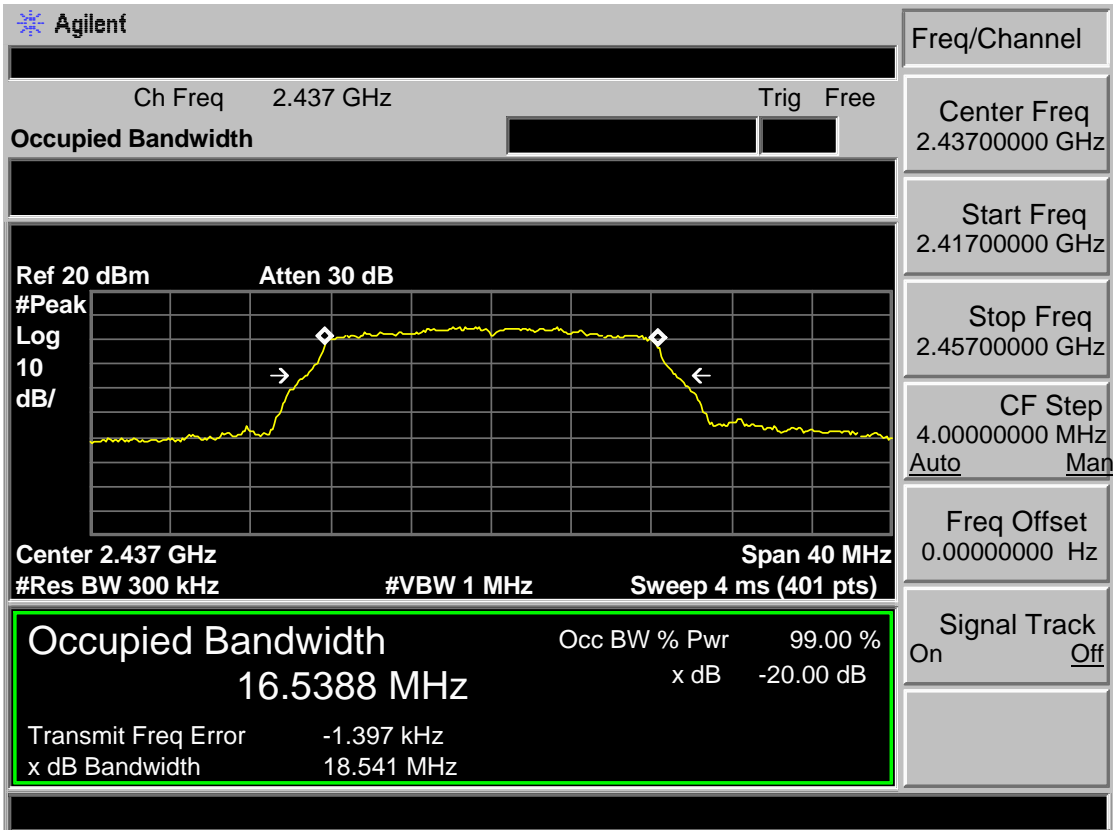 Agilent
Freq/Channel
Ch Freq 2.437 GHz Trig Free
Occupied Bandwidth
Center Freq
2.43700000 GHz
Start Freq
2.41700000 GHz
Stop Freq
2.45700000 GHz
CF Step
4.00000000 MHz
Auto Man
Freq Offset
0.00000000 Hz
Signal Track
On Off
Ref 20 dBm Atten 30 dB
#Peak
Log
10
dB/
Center 2.437 GHz Span 40 MHz
#Res BW 300 kHz #VBW 1 MHz Sweep 4 ms (401 pts)
Occupied Bandwidth
16.5388 MHz
Occ BW % Pwr 99.00 %
x dB -20.00 dB
Transmit Freq Error -1.397 kHz
x dB Bandwidth 18.541 MHz